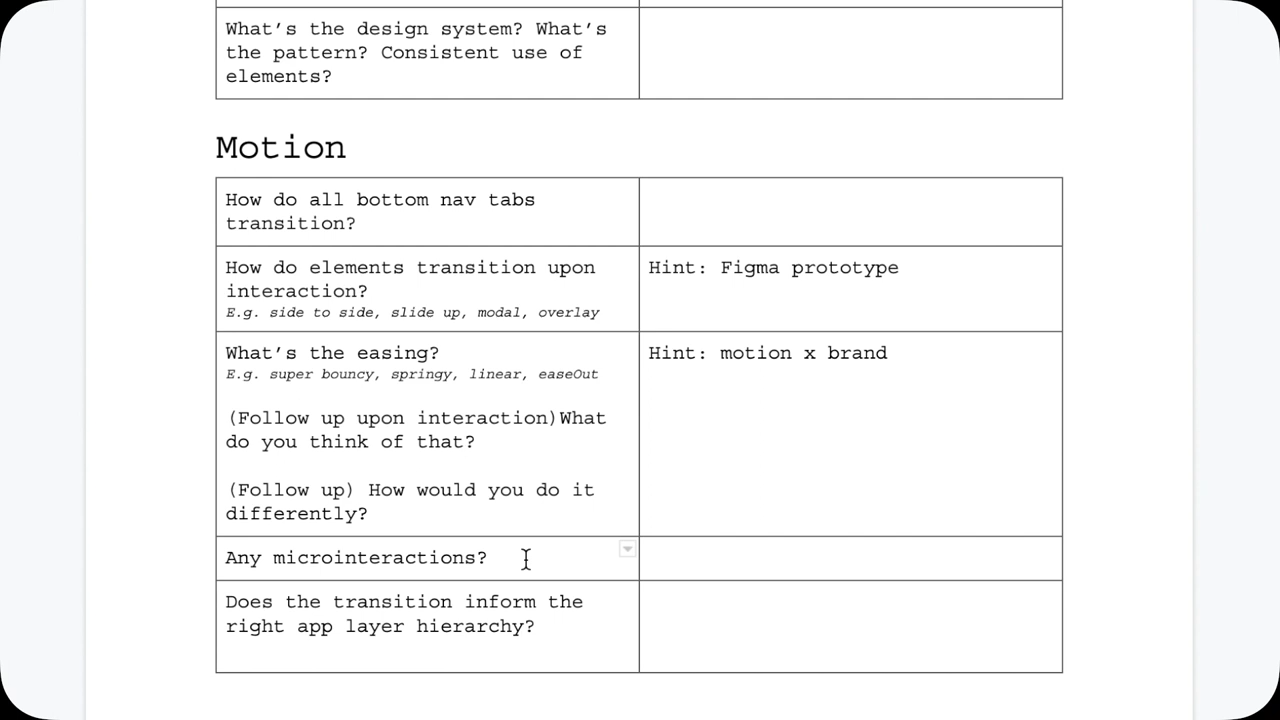 What's the design system? What's
the pattern? Consistent use of
elements?
Motion
How do all bottom nav tabs
transition?
How do elements transition upon
interaction?
E.g. side to side, slide up, modal, overlay
Hint: Figma prototype
What's the easing?
E.g. super bouncy, springy, linear, easeOut
(Follow up upon interaction)What
do you think of that?
(Follow up) How would you do it
differently?
Hint: motion x brand
Any microinteractions?
Does the transition inform the
right app layer hierarchy?